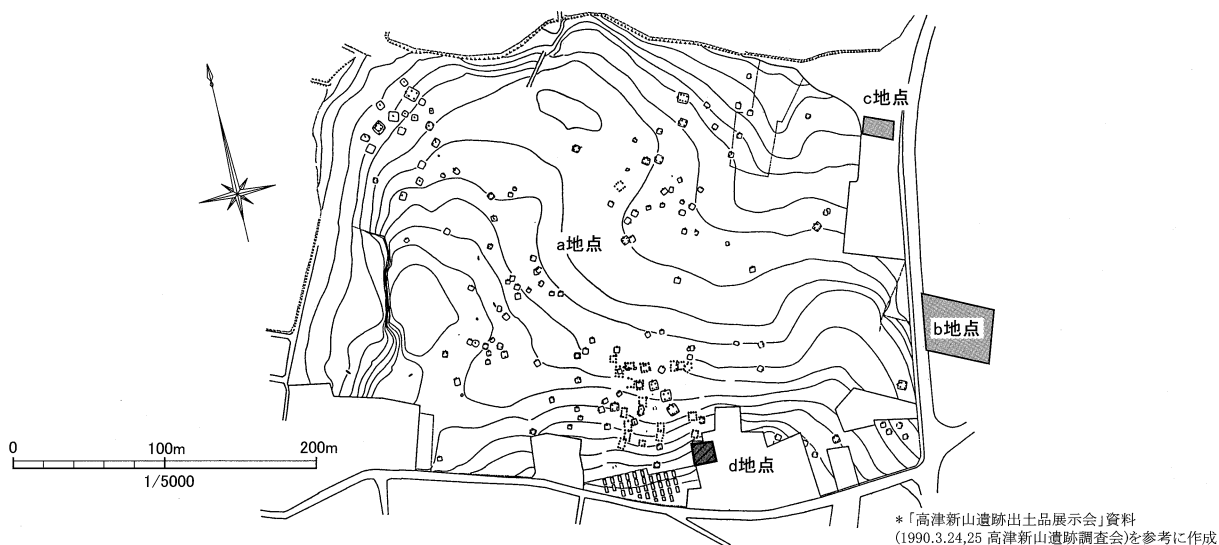 c地点
a地点
b地点
0 100m 200m
1/5000
d地点
*「高津新山遺跡出土品展示会」資料
(1990.3.24,25 高津新山遺跡調査会)を参考に作成